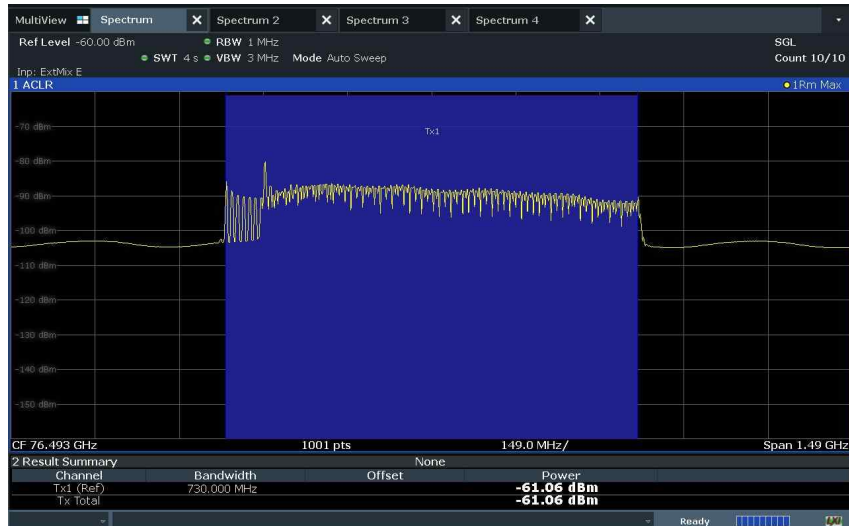 MultiView Spectrum X Spectrum 2 X Spectrum 3 X Spectrum 4 X
Ref Level -60.00 dBm RBW 1 MHz SGL
SWT 4 s VBW 3 MHz Mode Auto Sweep Count 10/10
Inp: ExtMix E
1 ACLR 1Rm Max
-70 dBm
Tx1
-80 dBm
-90 dBm
-100 dBm
-110 dBm
-120 dBm
-130 dBm
-140 dBm
-150 dBm
CF 76.493 GHz 1001 pts 149.0 MHz/ Span 1.49 GHz
2 Result Summary None
Channel Bandwidth Offset Power
Tx1 (Ref) 730.000 MHz -61.06 dBm
Tx Total -61.06 dBm
Ready